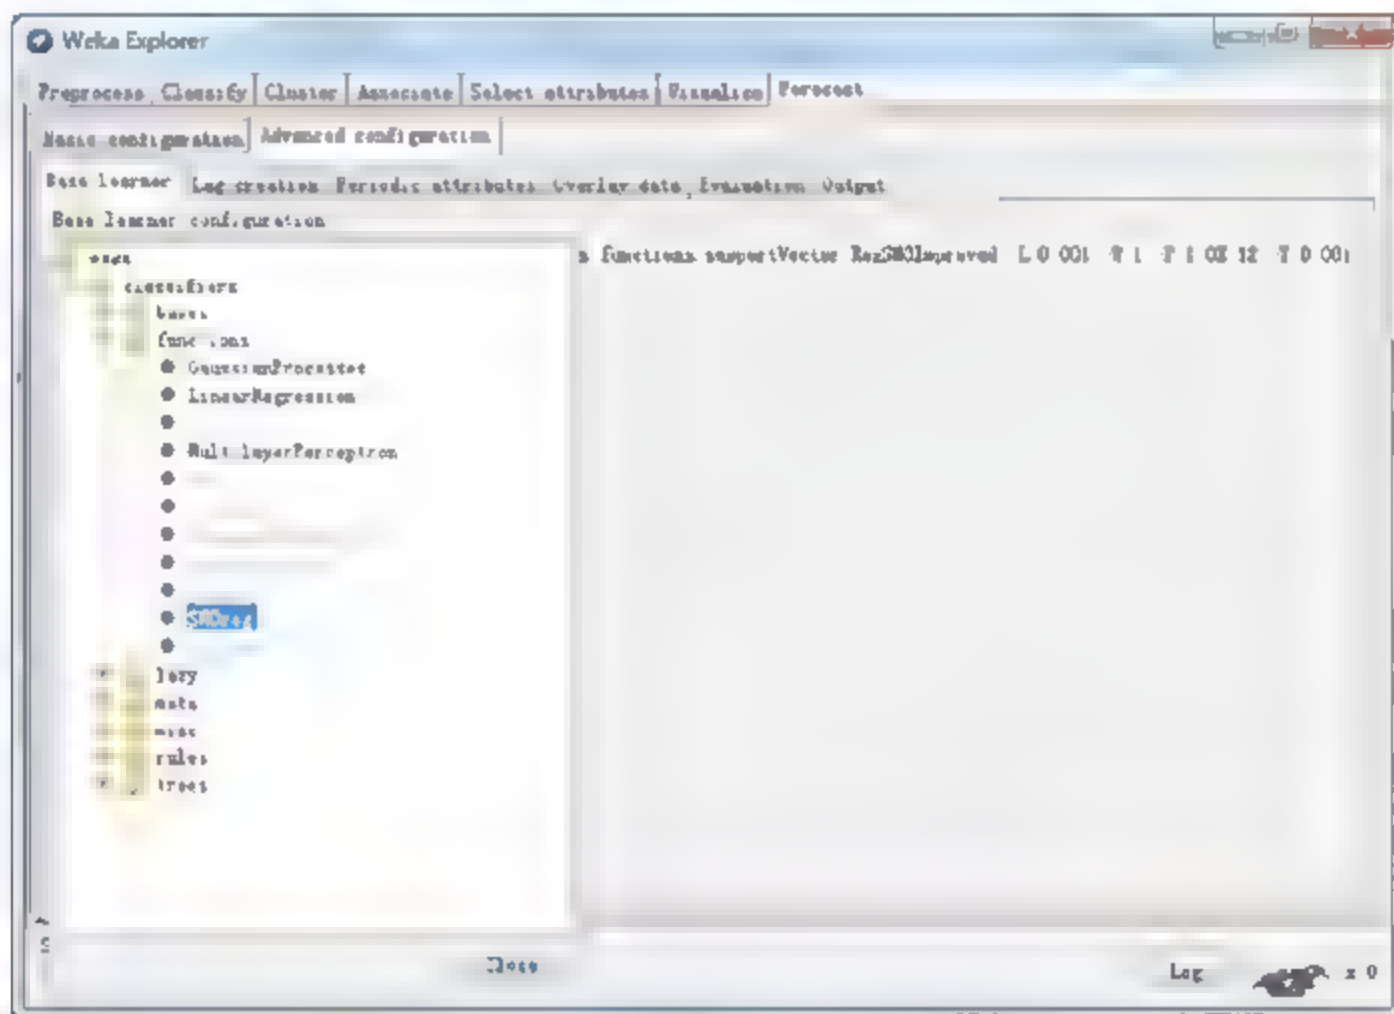 Weka Explorer
Preprocess Classify Cluster Associate Select attributes Visualize Forecast
Basic configuration Advanced configuration
Base learner Lag creation Periodic attributes Overlay data Evaluation Output
Base learner configuration
weka
functions supportVector RegSMOImproved L 0 001 W 1 P 1 0E 12 T 0 001
classifiers
bayes
functions
GaussianProcesses
LinearRegression
MultilayerPerceptron
SMOreg
lazy
meta
misc
rules
trees
Close
Log
x 0